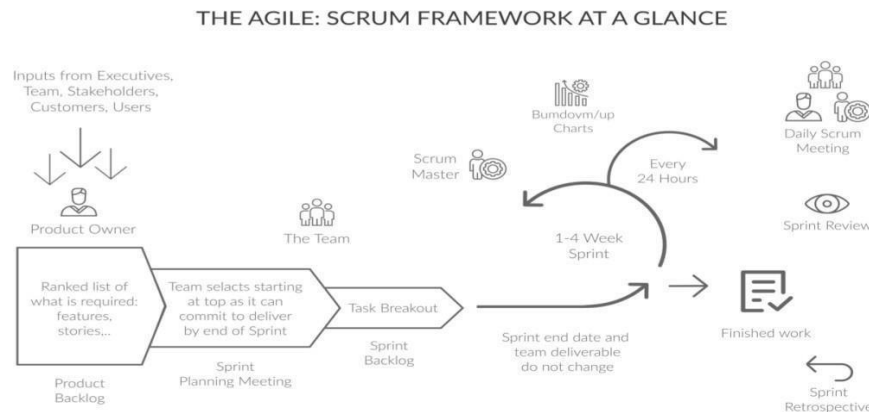 THE AGILE: SCRUM FRAMEWORK AT A GLANCE
Inputs from Executives,
Team, Stakeholders,
Customers, Users
Product Owner
The Team
Scrum
Master
Bumdovm/up
Charts
Every
24 Hours
Daily Scrum
Meeting
1-4 Week
Sprint
Sprint Review
Ranked list of
what is required:
features,
stories,..
Team selacts starting
at top as it can
commit to deliver
by end of Sprint
Task Breakout
Product
Backlog
Sprint
Planning Meeting
Sprint
Backlog
Sprint end date and
team deliverable
do not change
Finished work
Sprint
Retrospective